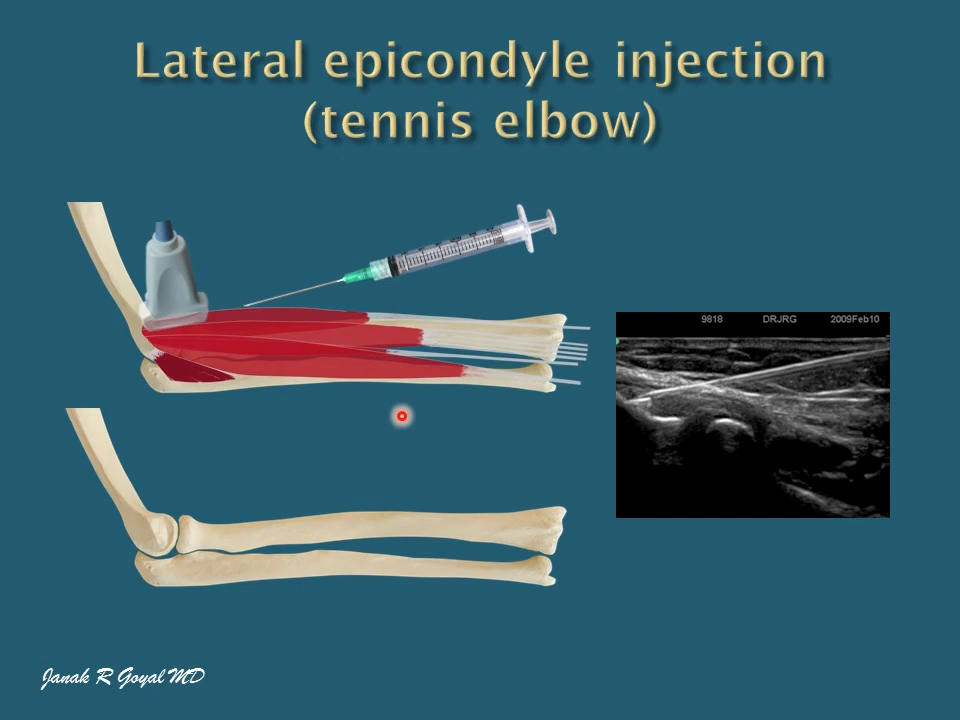 Lateral epicondyle injection
(tennis elbow)
9818 DRJRG 2009Feb10
Janak R Goyal MD